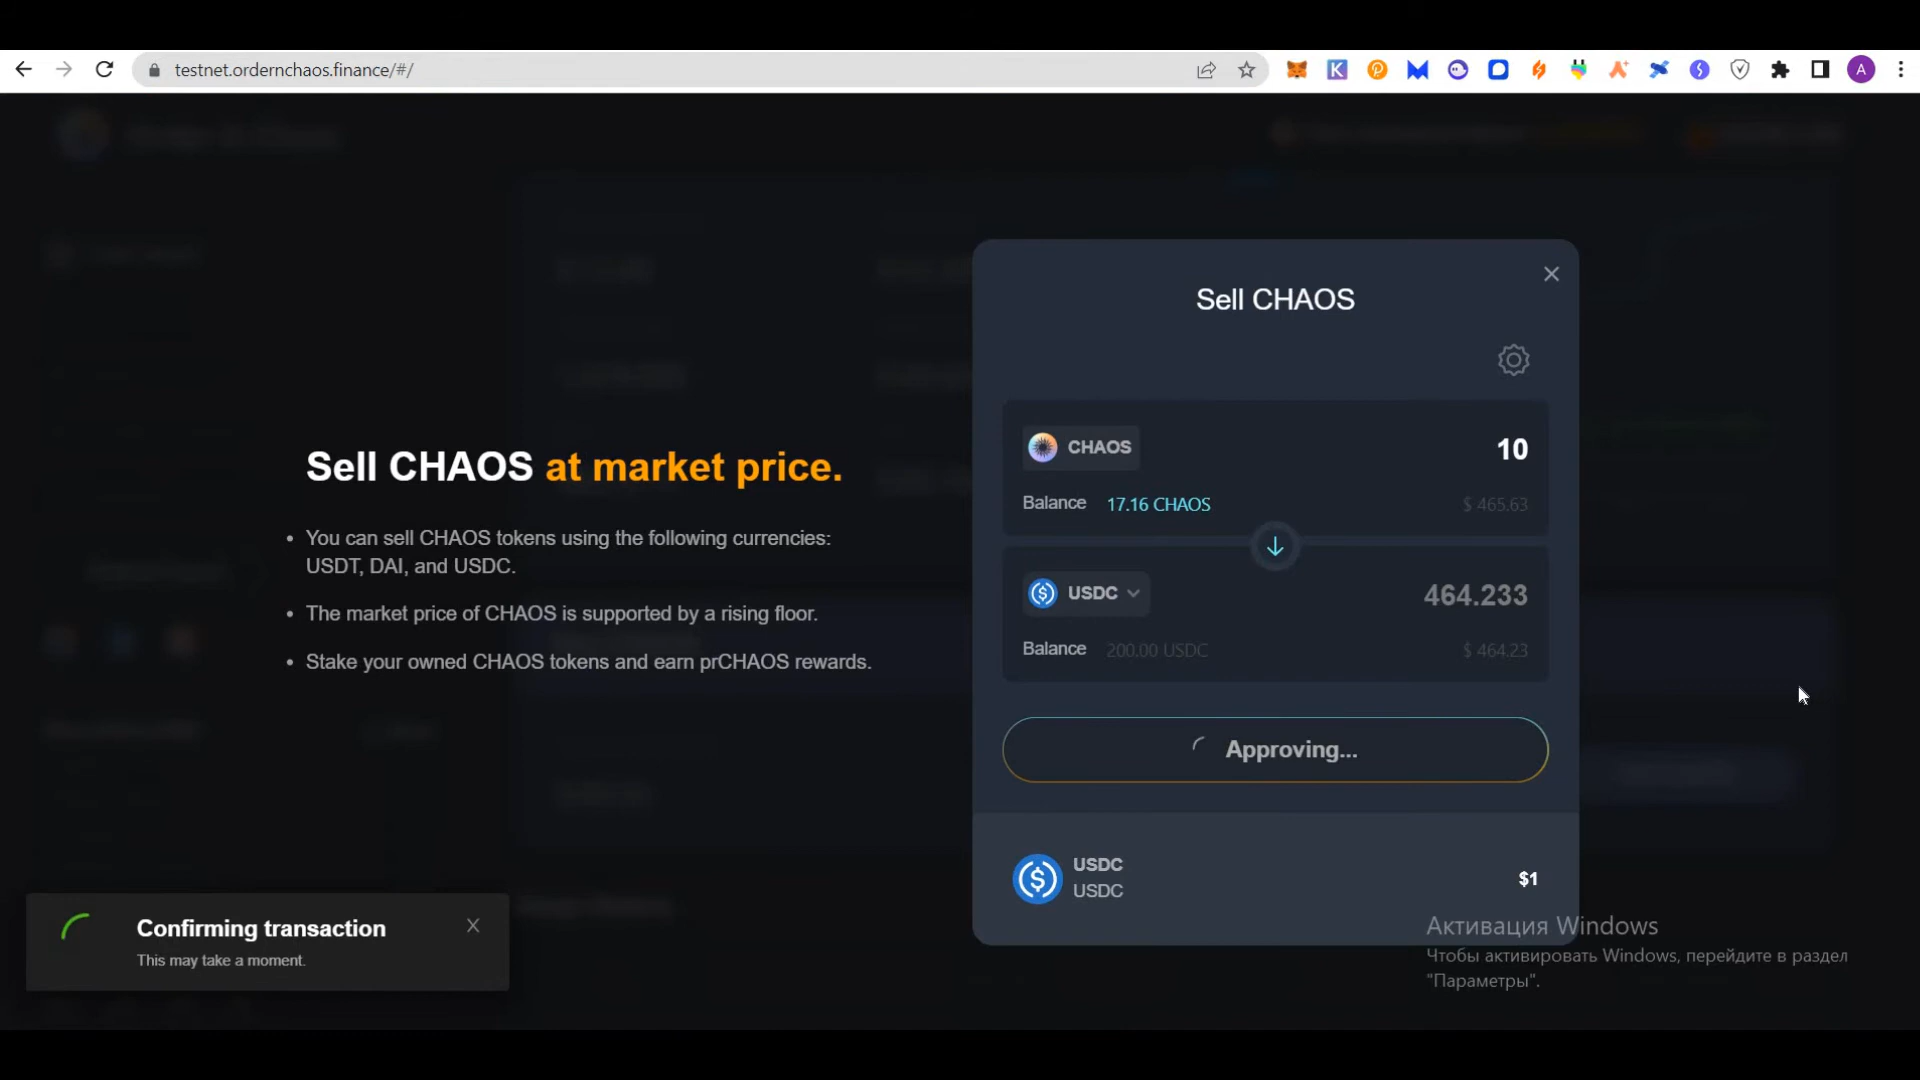 testnet.ordernchaos.finance/#/
A
Sell CHAOS at market price.
• You can sell CHAOS tokens using the following currencies:
USDT, DAI, and USDC.
• The market price of CHAOS is supported by a rising floor.
• Stake your owned CHAOS tokens and earn prCHAOS rewards.
Sell CHAOS
CHAOS
10
Balance 17.16 CHAOS
$ 465.63
USDC
464.233
Balance 200.00 USDC
$ 464.23
Approving...
USDC
USDC
$1
Confirming transaction
This may take a moment.
Активация Windows
Чтобы активировать Windows, перейдите в раздел
"Параметры".